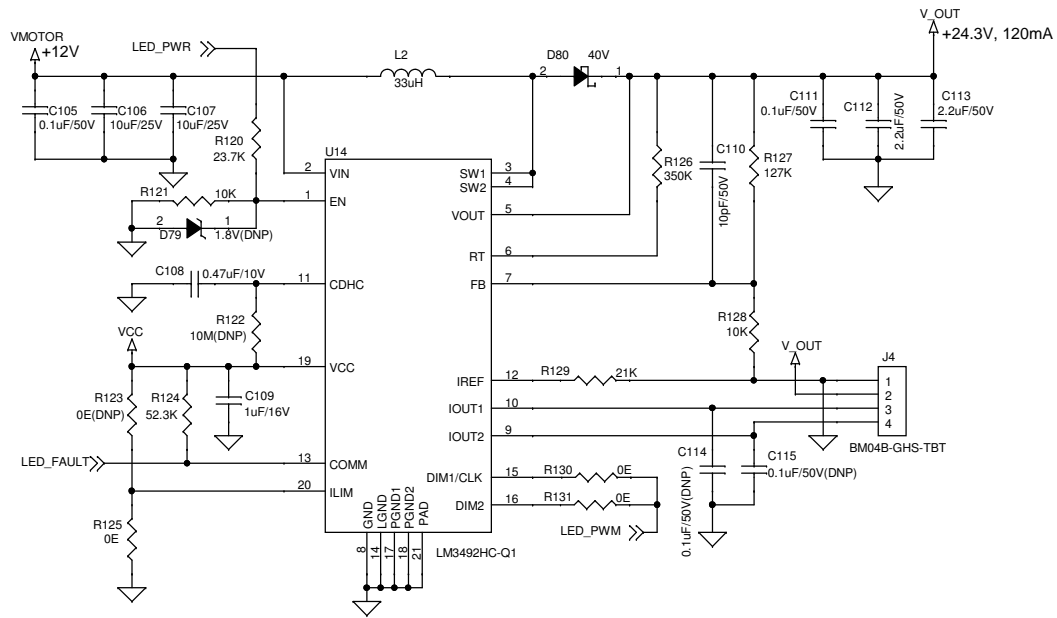 VMOTOR
+12V
LED_PWR
L2
33uH
D80
40V
2
1
V_OUT
+24.3V, 120mA
C105
0.1uF/50V
C106
10uF/25V
C107
10uF/25V
R120
23.7K
C111
0.1uF/50V
C112
2.2uF/50V
C113
2.2uF/50V
U14
R126
350K
C110
10pF/50V
R127
127K
2
VIN
SW1
3
SW2
4
R121
10K
1
EN
VOUT
5
2
D79
1
1.8V(DNP)
RT
6
C108
0.47uF/10V
11
CDHC
FB
7
R122
10M(DNP)
R128
10K
VCC
19
VCC
V_OUT
J4
R123
0E(DNP)
R124
52.3K
C109
1uF/16V
IREF
12
R129
21K
1
2
3
4
IOUT1
10
IOUT2
9
BM04B-GHS-TBT
LED_FAULT
13
COMM
C114
0.1uF/50V(DNP)
C115
0.1uF/50V(DNP)
20
ILIM
DIM1/CLK
15
R130
0E
DIM2
16
R131
0E
LED_PWM
R125
0E
GND
LGND
PGND1
PGND2
PAD
8
14
17
18
21
LM3492HC-Q1